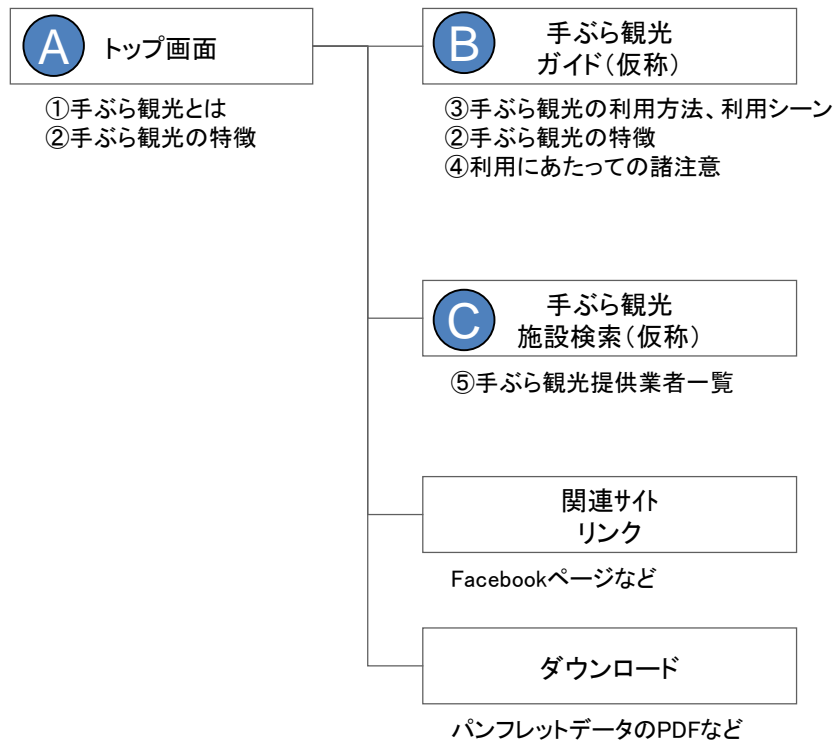 A トップ画面
①手ぶら観光とは
②手ぶら観光の特徴
B 手ぶら観光
ガイド（仮称）
③手ぶら観光の利用方法、利用シーン
②手ぶら観光の特徴
④利用にあたっての諸注意
C 手ぶら観光
施設検索（仮称）
⑤手ぶら観光提供業者一覧
関連サイト
リンク
Facebookページなど
ダウンロード
パンフレットデータのPDFなど